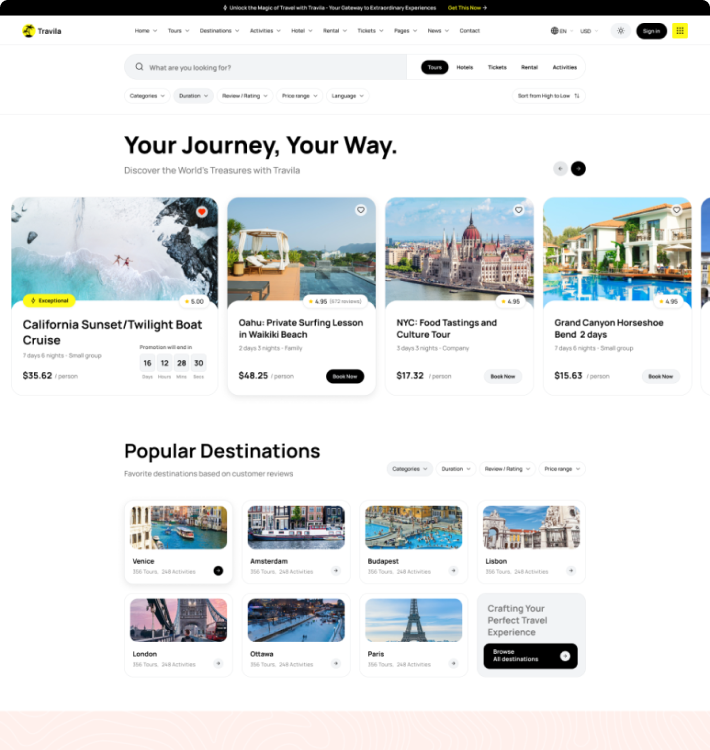 Unlock the Magic of Travel with Travila - Your Gateway to Extraordinary Experiences Get This Now →
Travila
Home Tours Destinations Activities Hotel Rental Tickets Pages News Contact
EN USD Sign in
What are you looking for?
Tours Hotels Tickets Rental Activities
Categories Duration Review / Rating Price range Language
Sort from High to Low
Your Journey, Your Way.
Discover the World's Treasures with Travila
Exceptional
5.00
California Sunset/Twilight Boat
Cruise
7 days 6 nights - Small group
Promotion will end in
16 12 28 30
Days Hours Mins Secs
$35.62 / person
4.95 (672 reviews)
Oahu: Private Surfing Lesson
in Waikiki Beach
2 days 3 nights - Family
$48.25 / person
Book Now
4.95
NYC: Food Tastings and
Culture Tour
3 days 3 nights - Company
$17.32 / person
Book Now
4.95
Grand Canyon Horseshoe
Bend 2 days
7 days 6 nights - Small group
$15.63 / person
Book Now
Popular Destinations
Favorite destinations based on customer reviews
Categories Duration Review / Rating Price range
Venice
356 Tours, 248 Activities
Amsterdam
356 Tours, 248 Activities
Budapest
356 Tours, 248 Activities
Lisbon
356 Tours, 248 Activities
London
356 Tours, 248 Activities
Ottawa
356 Tours, 248 Activities
Paris
356 Tours, 248 Activities
Crafting Your
Perfect Travel
Experience
Browse
All destinations